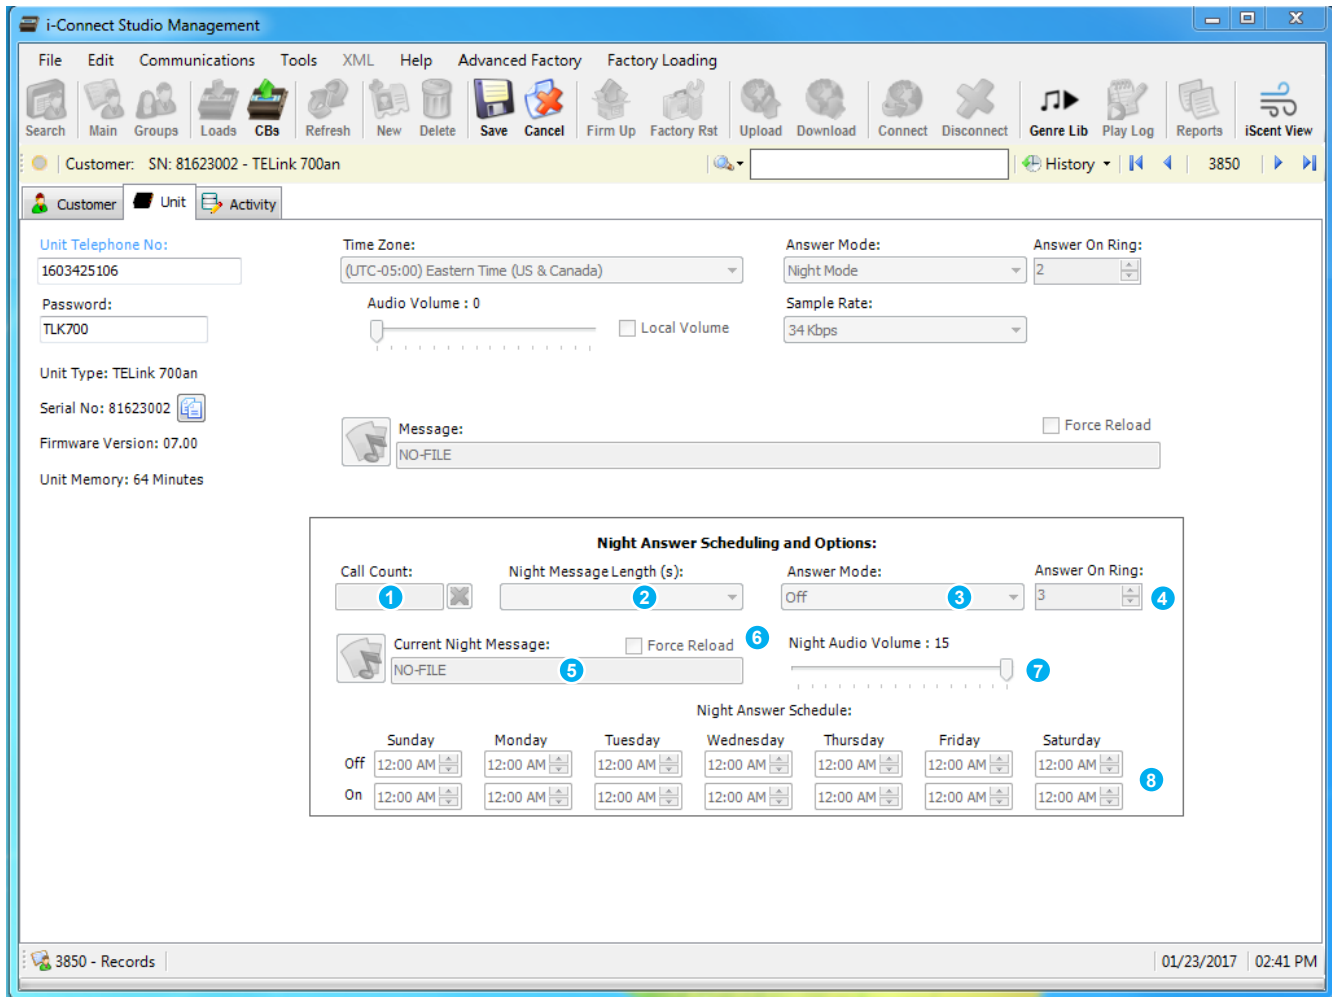 i-Connect Studio Management
File Edit Communications Tools XML Help Advanced Factory Factory Loading
Search Main Groups Loads CBs Refresh New Delete Save Cancel Firm Up Factory Rst Upload Download Connect Disconnect Genre Lib Play Log Reports iScent View
Customer: SN: 81623002 - TELink 700an History 3850
Customer Unit Activity
Unit Telephone No: Time Zone: Answer Mode: Answer On Ring:
1603425106 (UTC-05:00) Eastern Time (US & Canada) Night Mode 2
Password: Audio Volume : 0 Sample Rate:
TLK700 Local Volume 34 Kbps
Unit Type: TELink 700an
Serial No: 81623002
Message: Force Reload
Firmware Version: 07.00 NO-FILE
Unit Memory: 64 Minutes
Night Answer Scheduling and Options:
Call Count: Night Message Length (s): Answer Mode: Answer On Ring:
1 2 Off 3 3 4
Current Night Message: Force Reload 6 Night Audio Volume : 15
NO-FILE 5 7
Night Answer Schedule:
Sunday Monday Tuesday Wednesday Thursday Friday Saturday
Off 12:00 AM 12:00 AM 12:00 AM 12:00 AM 12:00 AM 12:00 AM 12:00 AM
8
On 12:00 AM 12:00 AM 12:00 AM 12:00 AM 12:00 AM 12:00 AM 12:00 AM
3850 - Records 01/23/2017 02:41 PM